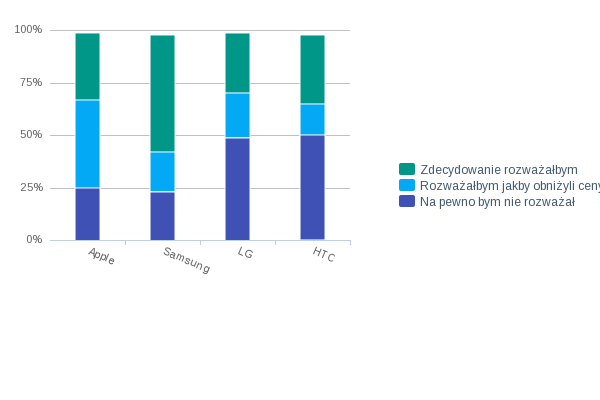 100%
75%
50%
25%
0%
Apple
Samsung
LG
HTC
Zdecydowanie rozważałbym
Rozważałbym jakby obniżyli ceny
Na pewno bym nie rozważał